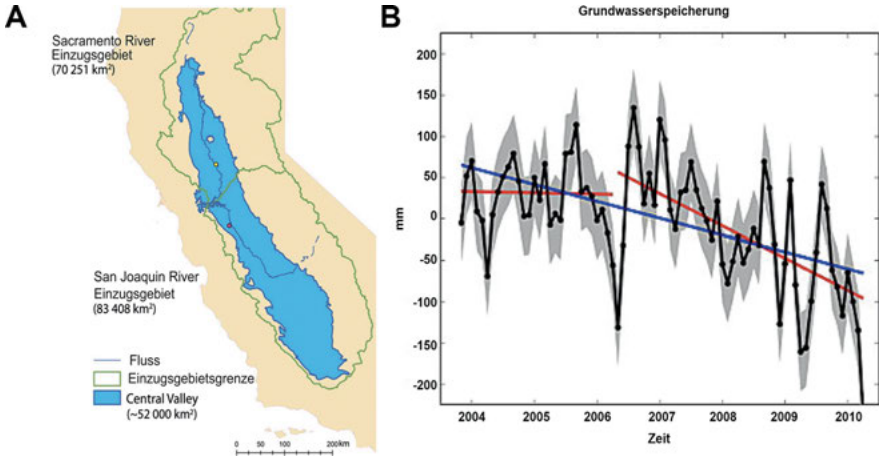 A
Sacramento River
Einzugsgebiet
(70 251 km²)
San Joaquin River
Einzugsgebiet
(83 408 km²)
Fluss
Einzugsgebietsgrenze
Central Valley
(~52 000 km²)
0 50 100 200km
B
Grundwasserspeicherung
200
150
100
50
0
-50
-100
-150
-200
mm
2004 2005 2006 2007 2008 2009 2010
Zeit